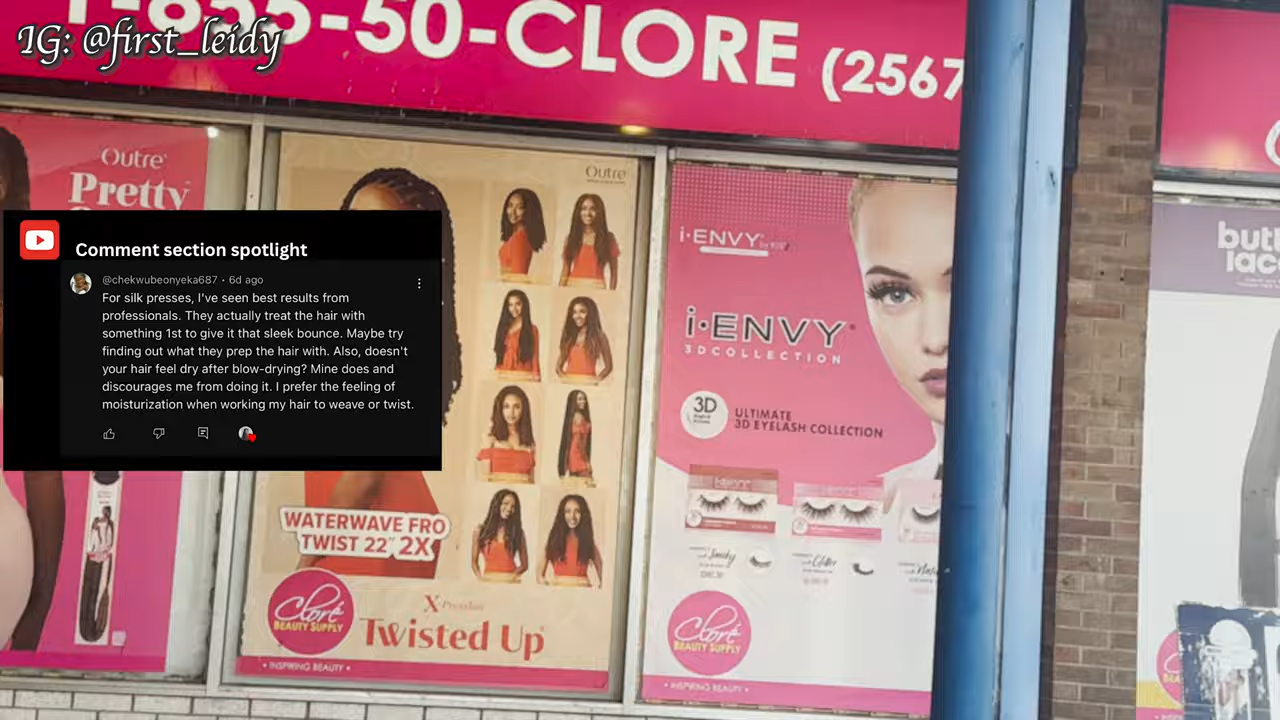 IG: @first_leidy
1-855-50-CLORE (2567
Outre
Pretty
Comment section spotlight
@chekwubeonyeka687 · 6d ago
For silk presses, I've seen best results from
professionals. They actually treat the hair with
something 1st to give it that sleek bounce. Maybe try
finding out what they prep the hair with. Also, doesn't
your hair feel dry after blow-drying? Mine does and
discourages me from doing it. I prefer the feeling of
moisturization when working my hair to weave or twist.
Outre
WATERWAVE FRO
TWIST 22" 2X
Cloré
BEAUTY SUPPLY
X-Pression
Twisted Up
• INSPIRING BEAUTY •
i·ENVY
i·ENVY
3D COLLECTION
3D
ULTIMATE
3D EYELASH COLLECTION
Cloré
BEAUTY SUPPLY
• INSPIRING BEAUTY •